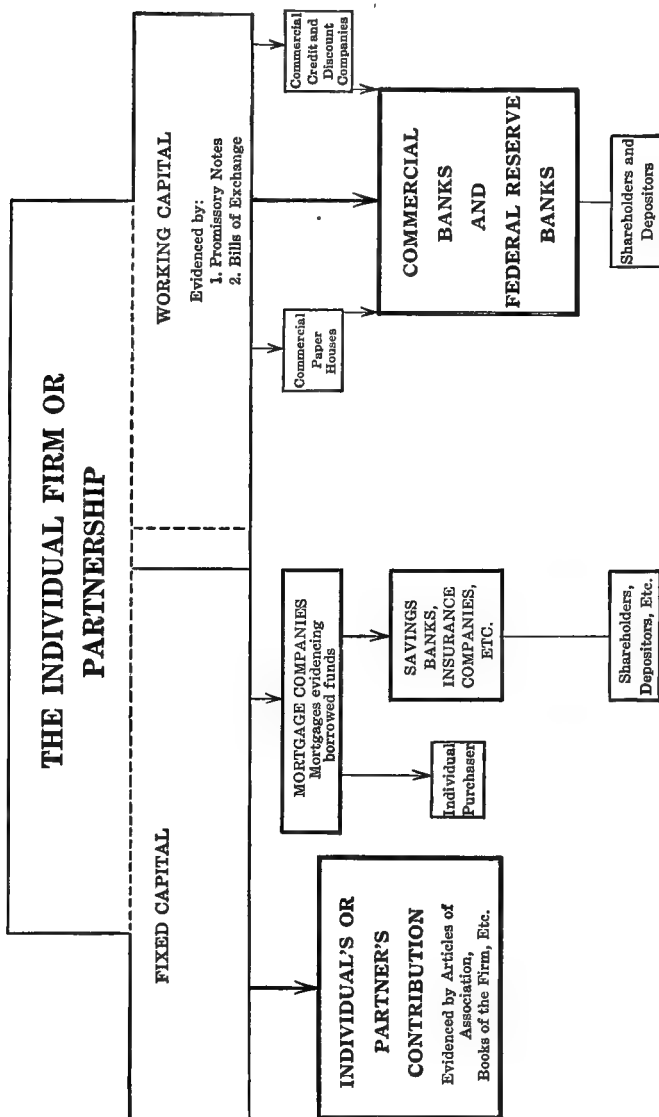 THE INDIVIDUAL FIRM OR
PARTNERSHIP
FIXED CAPITAL
WORKING CAPITAL
Evidenced by:
1. Promissory Notes
2. Bills of Exchange
INDIVIDUAL'S OR
PARTNER'S
CONTRIBUTION
Evidenced by Articles of
Association,
Books of the Firm, Etc.
MORTGAGE COMPANIES
Mortgages evidencing
borrowed funds
Individual
Purchaser
SAVINGS
BANKS,
INSURANCE
COMPANIES,
ETC.
Shareholders,
Depositors, Etc.
Commercial
Paper
Houses
Commercial
Credit and
Discount
Companies
COMMERCIAL
BANKS
AND
FEDERAL RESERVE
BANKS
Shareholders and
Depositors